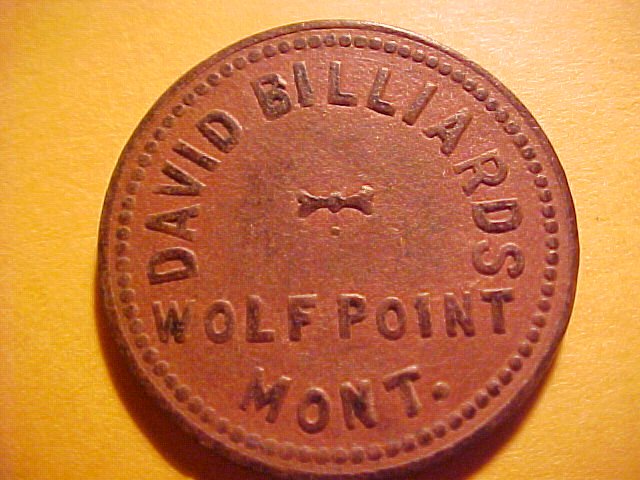 DAVID BILLIARDS
WOLF POINT
MONT.